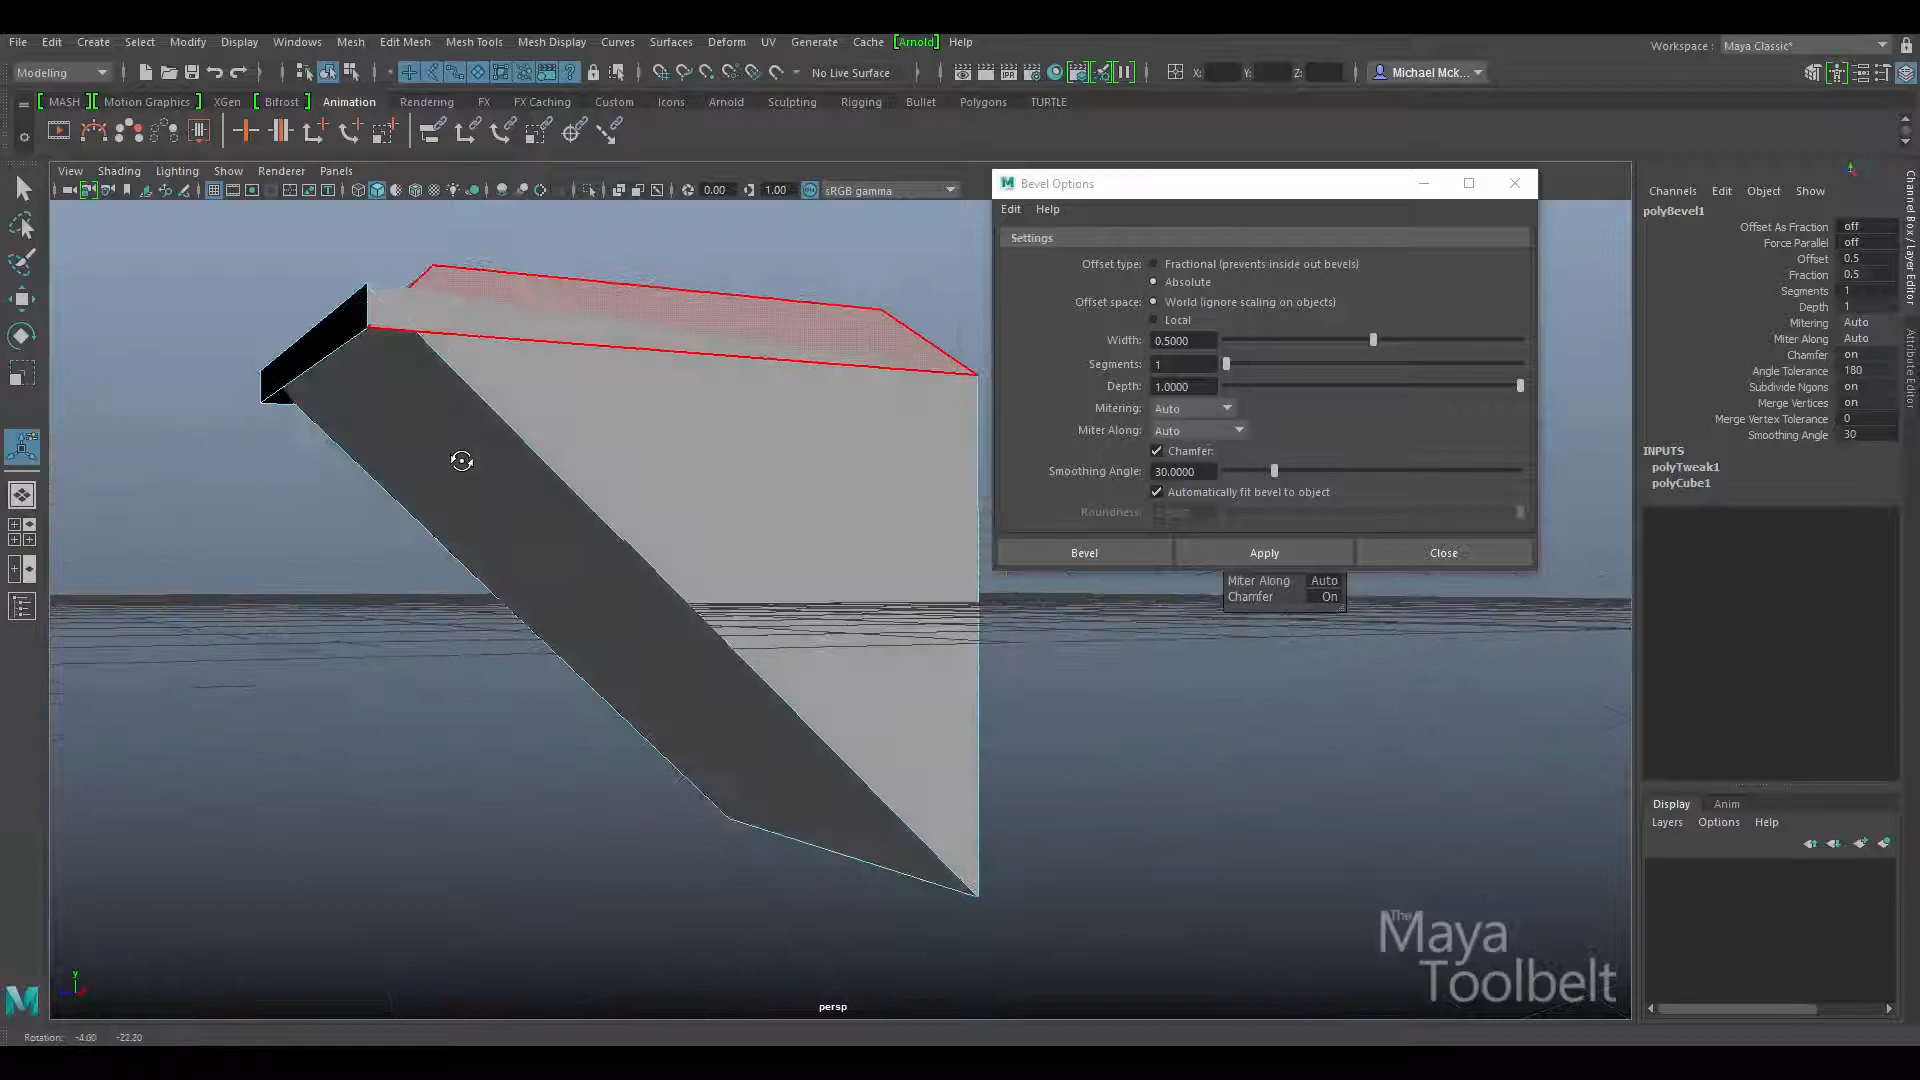 File Edit Create Select Modify Display Windows Mesh Edit Mesh Mesh Tools Mesh Display Curves Surfaces Deform UV Generate Cache [Arnold] Help
Workspace : Maya Classic*
Modeling
No Live Surface
IPR
X: Y: Z:
Michael Mck...
[ MASH ] [ Motion Graphics ] XGen [ Bifrost ] Animation Rendering FX FX Caching Custom Icons Arnold Sculpting Rigging Bullet Polygons TURTLE
View Shading Lighting Show Renderer Panels
0.00 1.00 sRGB gamma
Bevel Options
Edit Help
Settings
Offset type: Fractional (prevents inside out bevels)
Absolute
Offset space: World (ignore scaling on objects)
Local
Width: 0.5000
Segments: 1
Depth: 1.0000
Mitering: Auto
Miter Along: Auto
Chamfer:
Smoothing Angle: 30.0000
Automatically fit bevel to object
Roundness:
Bevel Apply Close
Miter Along Auto
Chamfer On
Channels Edit Object Show
polyBevel1
Offset As Fraction off
Force Parallel off
Offset 0.5
Fraction 0.5
Segments 1
Depth 1
Mitering Auto
Miter Along Auto
Chamfer on
Angle Tolerance 180
Subdivide Ngons on
Merge Vertices on
Merge Vertex Tolerance 0
Smoothing Angle 30
INPUTS
polyTweak1
polyCube1
Channel Box / Layer Editor
Attribute Editor
Display Anim
Layers Options Help
The
Maya
Toolbelt
y
persp
Rotation: -4.60 -22.20